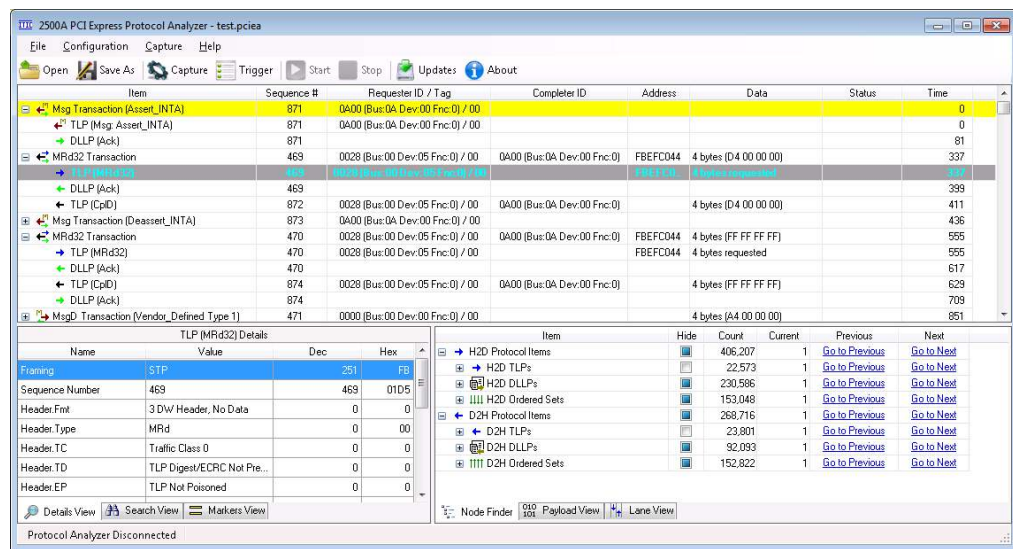 2500A PCI Express Protocol Analyzer - test.pciea
File Configuration Capture Help
Open Save As Capture Trigger Start Stop Updates About
Item Sequence # Requester ID / Tag Completer ID Address Data Status Time
Msg Transaction (Assert_INTA) 871 0A00 (Bus:0A Dev:00 Fnc:0) / 00 0
TLP (Msg: Assert_INTA) 871 0A00 (Bus:0A Dev:00 Fnc:0) / 00 0
DLLP (Ack) 871 81
MRd32 Transaction 469 0028 (Bus:00 Dev:05 Fnc:0) / 00 0A00 (Bus:0A Dev:00 Fnc:0) FBEFC044 4 bytes (D4 00 00 00) 337
TLP (MRd32) 469 0028 (Bus:00 Dev:05 Fnc:0) / 00 FBEFC0... 4 bytes requested 337
DLLP (Ack) 469 399
TLP (CplD) 872 0028 (Bus:00 Dev:05 Fnc:0) / 00 0A00 (Bus:0A Dev:00 Fnc:0) 4 bytes (D4 00 00 00) 411
Msg Transaction (Deassert_INTA) 873 0A00 (Bus:0A Dev:00 Fnc:0) / 00 436
MRd32 Transaction 470 0028 (Bus:00 Dev:05 Fnc:0) / 00 0A00 (Bus:0A Dev:00 Fnc:0) FBEFC044 4 bytes (FF FF FF FF) 555
TLP (MRd32) 470 0028 (Bus:00 Dev:05 Fnc:0) / 00 FBEFC044 4 bytes requested 555
DLLP (Ack) 470 617
TLP (CplD) 874 0028 (Bus:00 Dev:05 Fnc:0) / 00 0A00 (Bus:0A Dev:00 Fnc:0) 4 bytes (FF FF FF FF) 629
DLLP (Ack) 874 709
MsgD Transaction (Vendor_Defined Type 1) 471 0000 (Bus:00 Dev:00 Fnc:0) / 00 4 bytes (A4 00 00 00) 851
TLP (MRd32) Details
Name Value Dec Hex
Framing STP 251 FB
Sequence Number 469 469 01D5
Header.Fmt 3 DW Header, No Data 0 0
Header.Type MRd 0 00
Header.TC Traffic Class 0 0 0
Header.TD TLP Digest/ECRC Not Pre... 0 0
Header.EP TLP Not Poisoned 0 0
Details View Search View Markers View
Item Hide Count Current Previous Next
H2D Protocol Items 406,207 1 Go to Previous Go to Next
H2D TLPs 22,573 1 Go to Previous Go to Next
H2D DLLPs 230,586 1 Go to Previous Go to Next
H2D Ordered Sets 153,048 1 Go to Previous Go to Next
D2H Protocol Items 268,716 1 Go to Previous Go to Next
D2H TLPs 23,801 1 Go to Previous Go to Next
D2H DLLPs 92,093 1 Go to Previous Go to Next
D2H Ordered Sets 152,822 1 Go to Previous Go to Next
Node Finder Payload View Lane View
Protocol Analyzer Disconnected